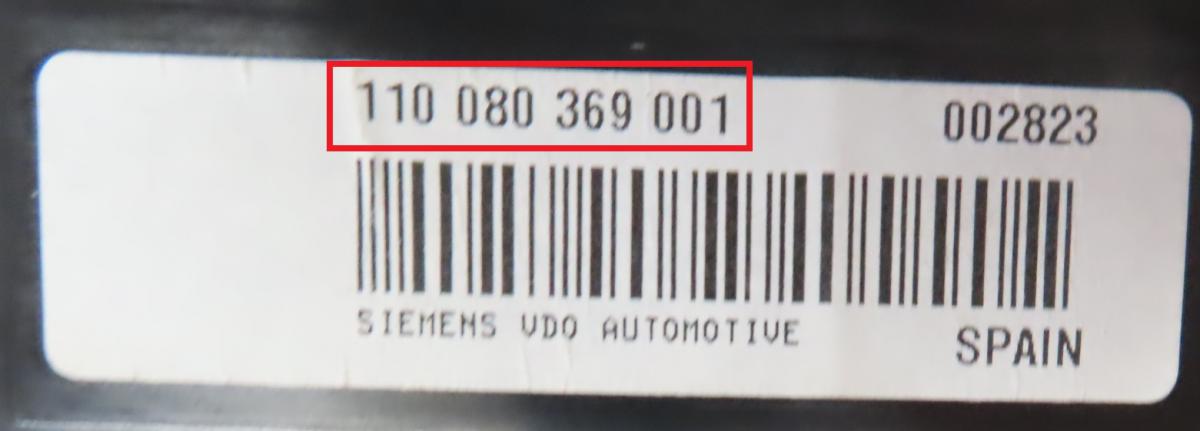 110 080 369 001 002823
SIEMENS VDO AUTOMOTIVE
SPAIN